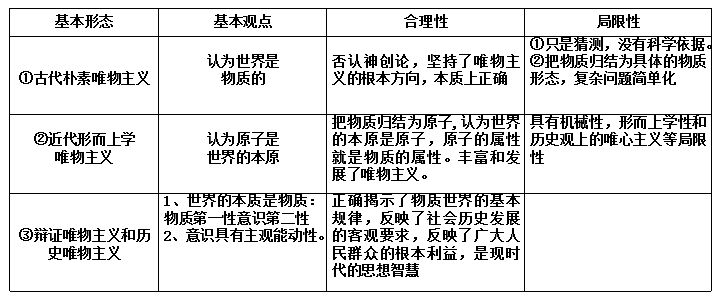 基本形态
基本观点
合理性
局限性
①古代朴素唯物主义
认为世界是
物质的
否认神创论，坚持了唯物主
义的根本方向，本质上正确
①只是猜测，没有科学依据。
②把物质归结为具体的物质
形态，复杂问题简单化
②近代形而上学
唯物主义
认为原子是
世界的本原
把物质归结为原子,认为世界
的本原是原子，原子的属性
就是物质的属性。丰富和发
展了唯物主义。
具有机械性，形而上学性和
历史观上的唯心主义等局限
性
③辩证唯物主义和历
史唯物主义
1、世界的本质是物质：
物质第一性意识第二性
2、意识具有主观能动性。
正确揭示了物质世界的基本
规律，反映了社会历史发展
的客观要求，反映了广大人
民群众的根本利益，是现时
代的思想智慧